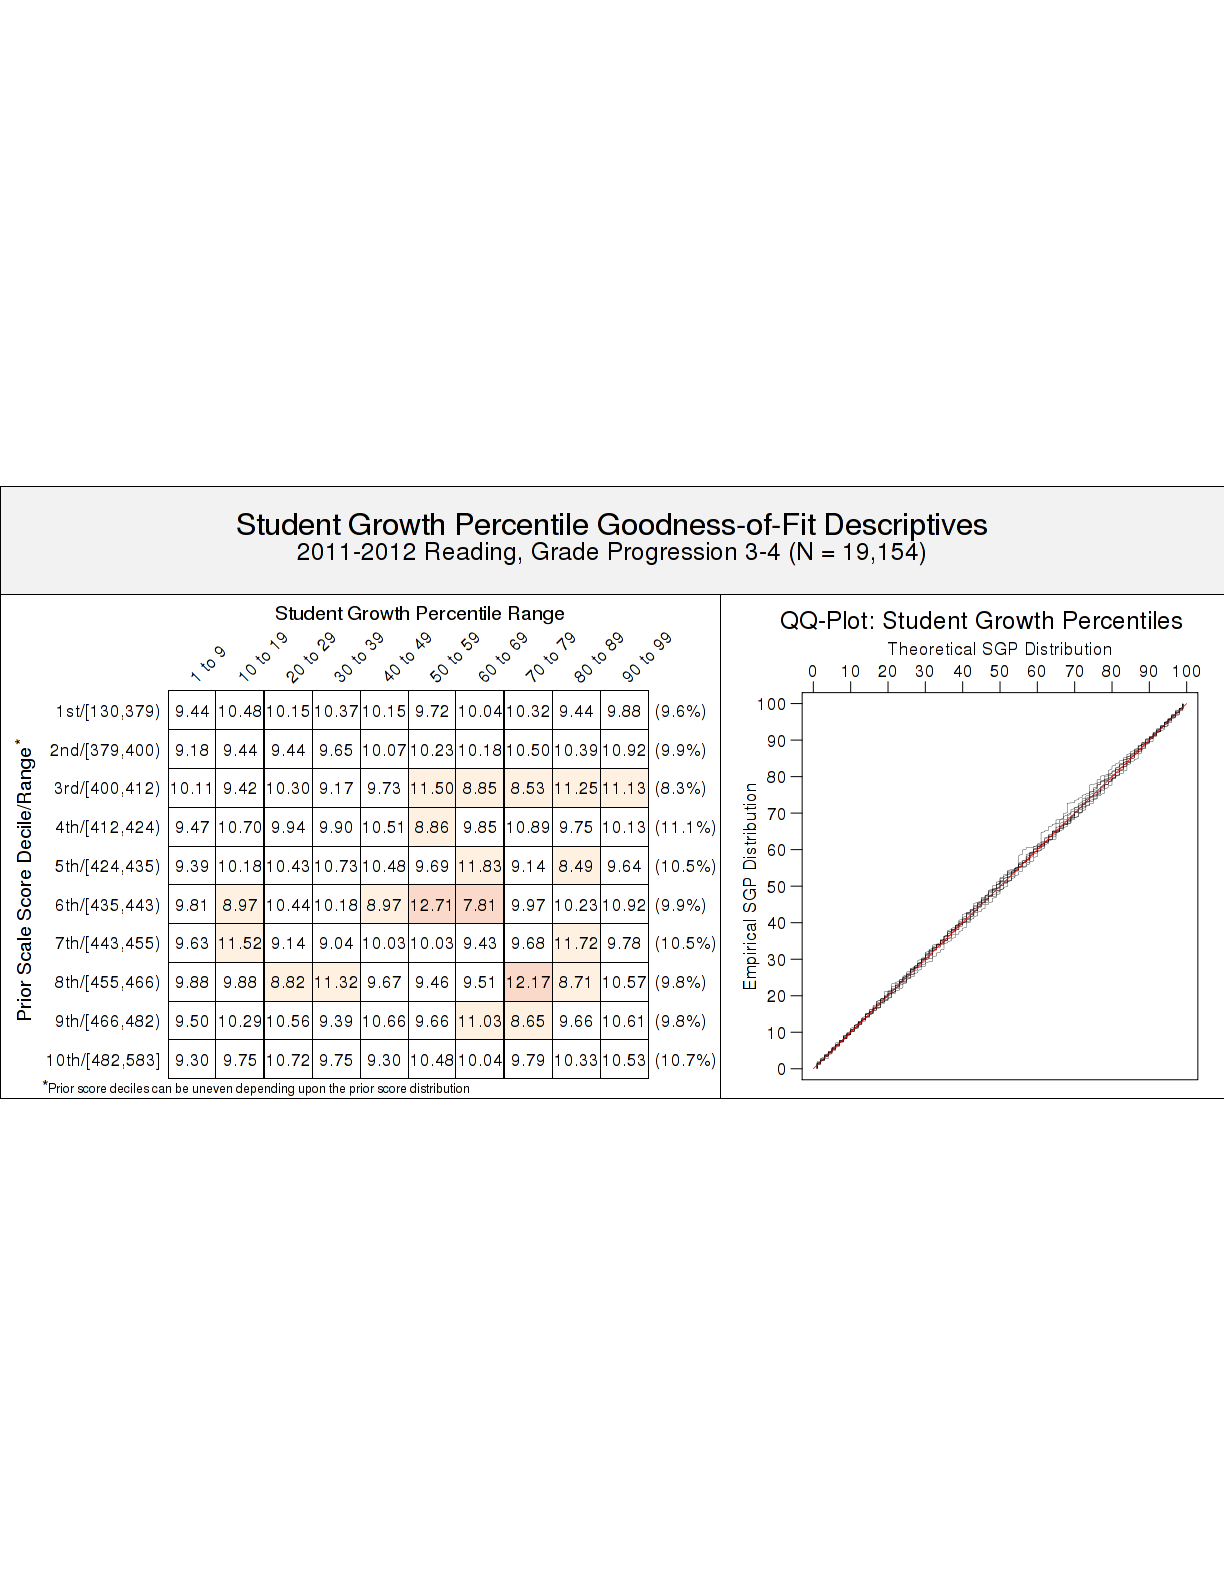 Student Growth Percentile Goodness-of-Fit Descriptives
2011-2012 Reading, Grade Progression 3-4 (N = 19,154)
Student Growth Percentile Range
1 to 9 10 to 19 20 to 29 30 to 39 40 to 49 50 to 59 60 to 69 70 to 79 80 to 89 90 to 99
Prior Scale Score Decile/Range*
1st/[130,379) 9.44 10.48 10.15 10.37 10.15 9.72 10.04 10.32 9.44 9.88 (9.6%)
2nd/[379,400) 9.18 9.44 9.44 9.65 10.07 10.23 10.18 10.50 10.39 10.92 (9.9%)
3rd/[400,412) 10.11 9.42 10.30 9.17 9.73 11.50 8.85 8.53 11.25 11.13 (8.3%)
4th/[412,424) 9.47 10.70 9.94 9.90 10.51 8.86 9.85 10.89 9.75 10.13 (11.1%)
5th/[424,435) 9.39 10.18 10.43 10.73 10.48 9.69 11.83 9.14 8.49 9.64 (10.5%)
6th/[435,443) 9.81 8.97 10.44 10.18 8.97 12.71 7.81 9.97 10.23 10.92 (9.9%)
7th/[443,455) 9.63 11.52 9.14 9.04 10.03 10.03 9.43 9.68 11.72 9.78 (10.5%)
8th/[455,466) 9.88 9.88 8.82 11.32 9.67 9.46 9.51 12.17 8.71 10.57 (9.8%)
9th/[466,482) 9.50 10.29 10.56 9.39 10.66 9.66 11.03 8.65 9.66 10.61 (9.8%)
10th/[482,583] 9.30 9.75 10.72 9.75 9.30 10.48 10.04 9.79 10.33 10.53 (10.7%)
*Prior score deciles can be uneven depending upon the prior score distribution
QQ-Plot: Student Growth Percentiles
Theoretical SGP Distribution
0 10 20 30 40 50 60 70 80 90 100
Empirical SGP Distribution
100
90
80
70
60
50
40
30
20
10
0